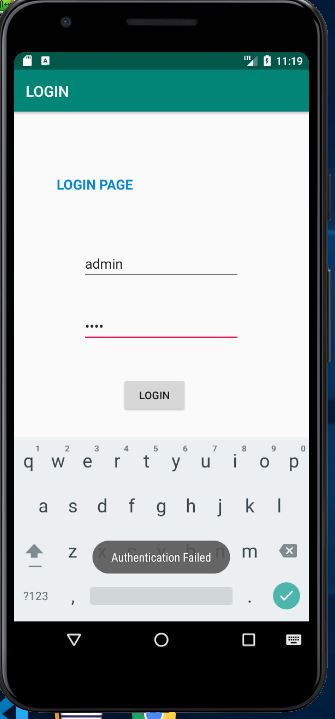 LTE 11:19
LOGIN
LOGIN PAGE
admin
••••
LOGIN
1 2 3 4 5 6 7 8 9 0
q w e r t y u i o p
a s d f g h j k l
z m
Authentication Failed
?123 , .